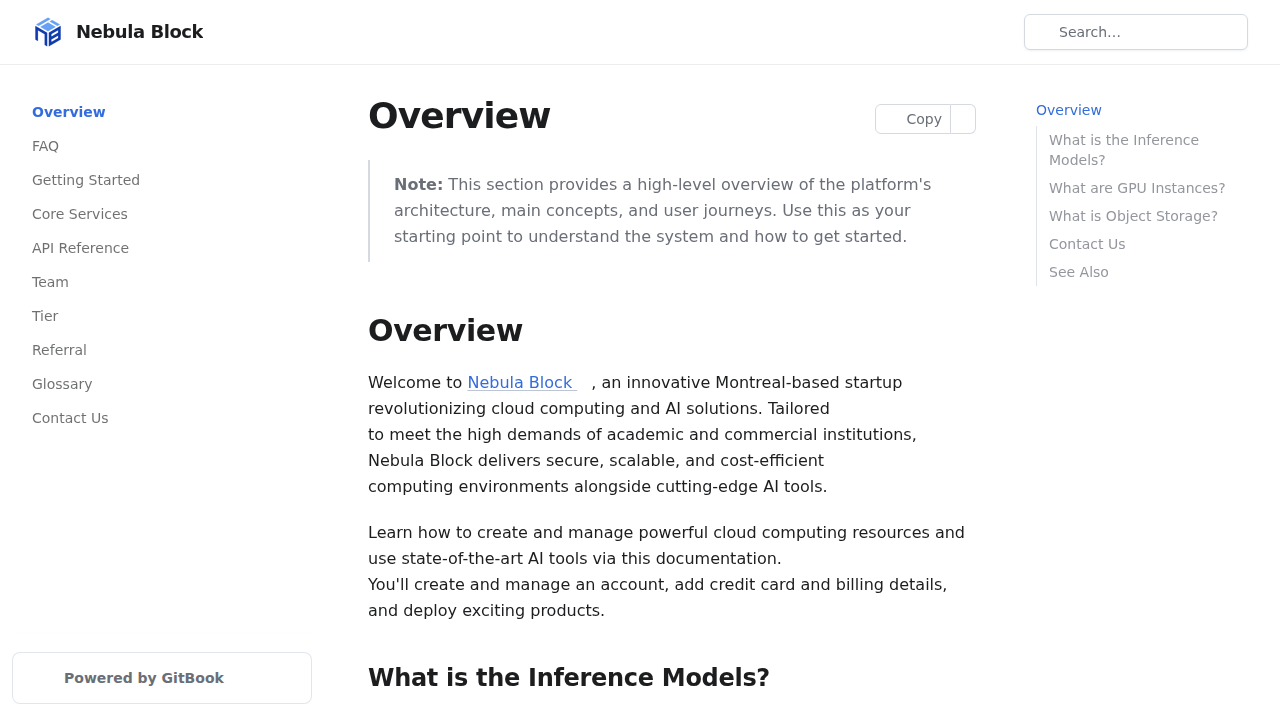 Nebula Block
Search…
Overview
FAQ
Getting Started
Core Services
API Reference
Team
Tier
Referral
Glossary
Contact Us
Powered by GitBook
Overview
Copy
Note: This section provides a high-level overview of the platform's
architecture, main concepts, and user journeys. Use this as your
starting point to understand the system and how to get started.
Overview
Welcome to Nebula Block , an innovative Montreal-based startup
revolutionizing cloud computing and AI solutions. Tailored
to meet the high demands of academic and commercial institutions,
Nebula Block delivers secure, scalable, and cost-efficient
computing environments alongside cutting-edge AI tools.
Learn how to create and manage powerful cloud computing resources and
use state-of-the-art AI tools via this documentation.
You'll create and manage an account, add credit card and billing details,
and deploy exciting products.
What is the Inference Models?
Overview
What is the Inference
Models?
What are GPU Instances?
What is Object Storage?
Contact Us
See Also